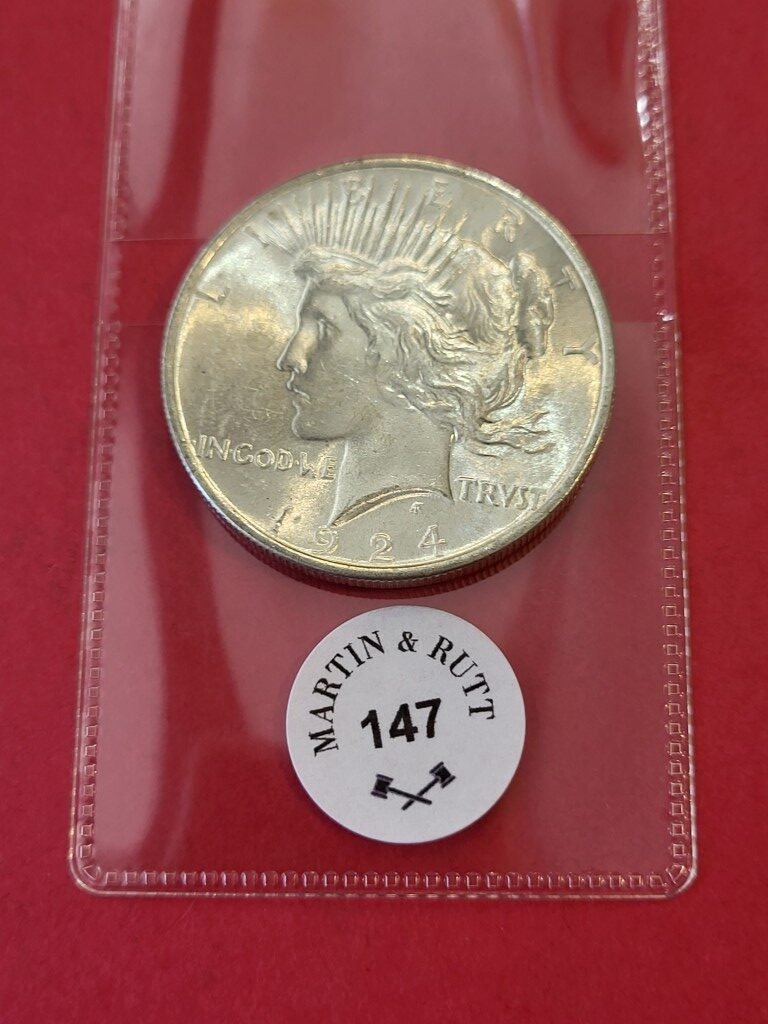 LIBERTY
IN GOD·WE
TRVST
1924
MARTIN & RUTT
147